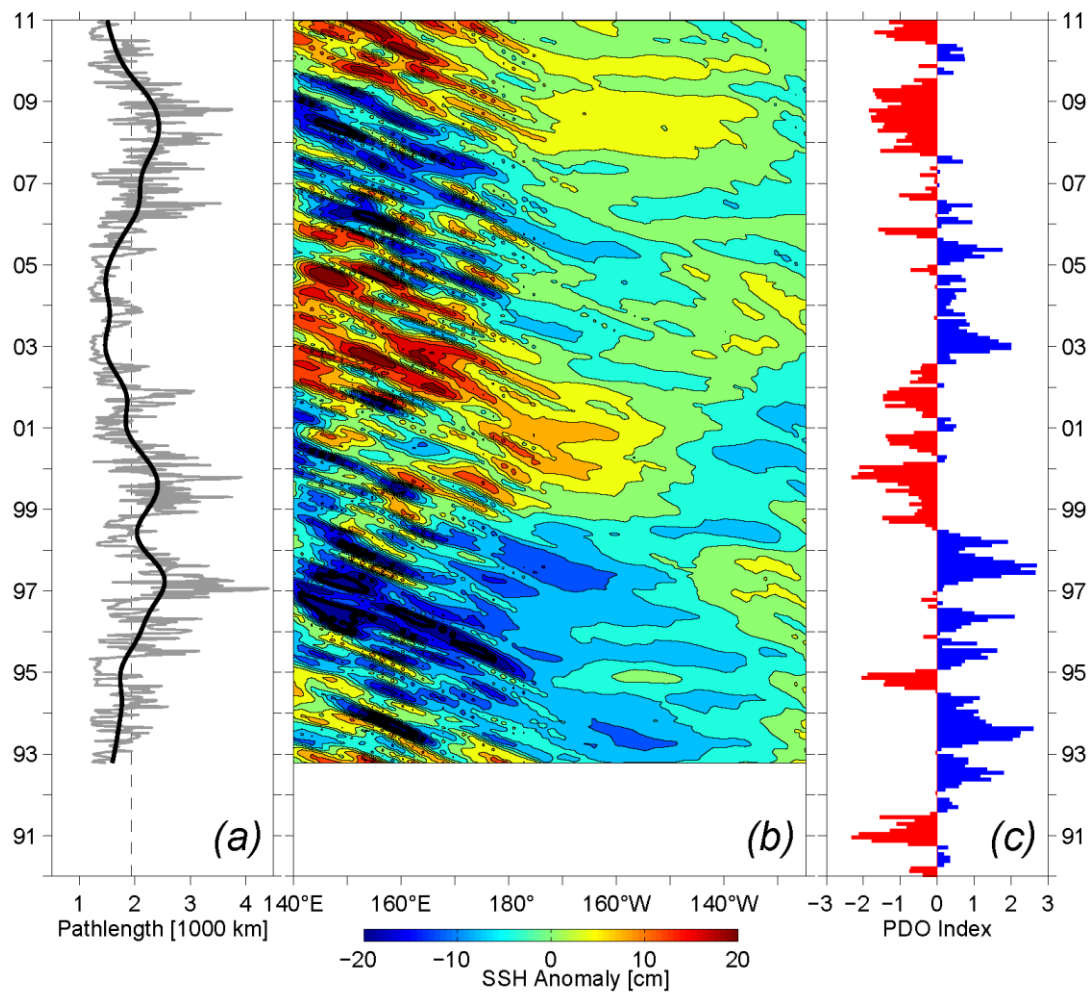 11 11
09 09
07 07
05 05
03 03
01 01
99 99
97 97
95 95
93 93
91 91
(a) (b) (c)
1 2 3 4 140°E 160°E 160°W 140°W −3 −2 −1 0 1 2 3
Pathlength [1000 km] PDO Index
−20 −10 0 10 20
SSH Anomaly [cm]